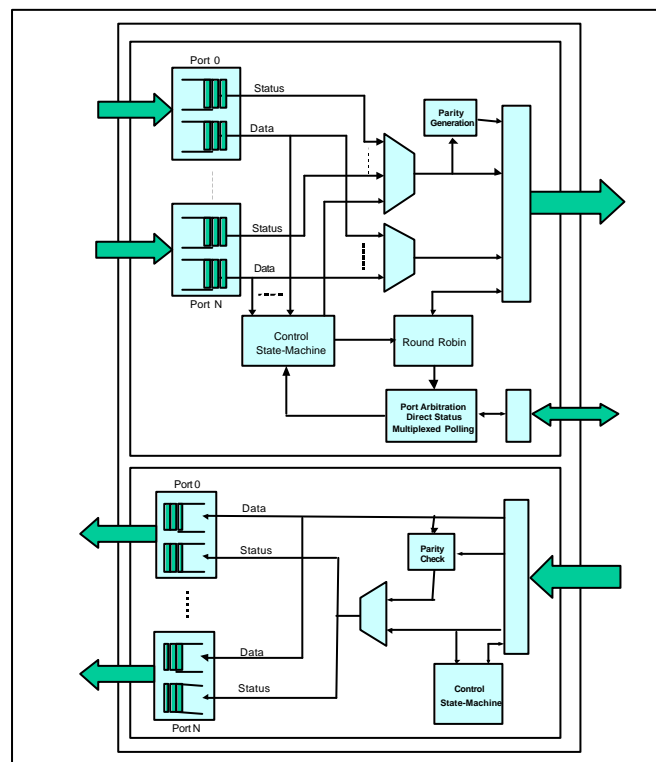 Port 0
Status
Data
Parity
Generation
Status
Data
Port N
Control
State-Machine
Round Robin
Port Arbitration
Direct Status
Multiplexed Polling
Port 0
Data
Status
Parity
Check
Data
Status
Control
State-Machine
Port N